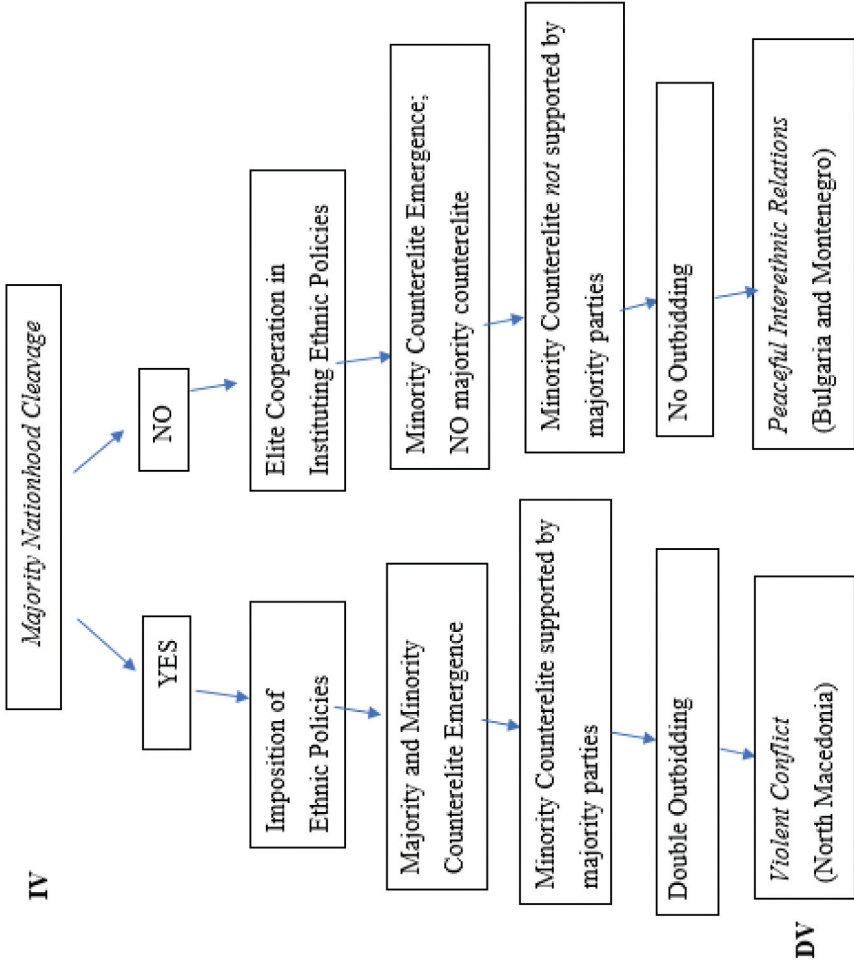 IV
Majority Nationhood Cleavage
YES
NO
Imposition of
Ethnic Policies
Elite Cooperation in
Instituting Ethnic Policies
Majority and Minority
Counterelite Emergence
Minority Counterelite Emergence;
NO majority counterelite
Minority Counterelite supported by
majority parties
Minority Counterelite not supported by
majority parties
Double Outbidding
No Outbidding
DV
Violent Conflict
(North Macedonia)
Peaceful Interethnic Relations
(Bulgaria and Montenegro)